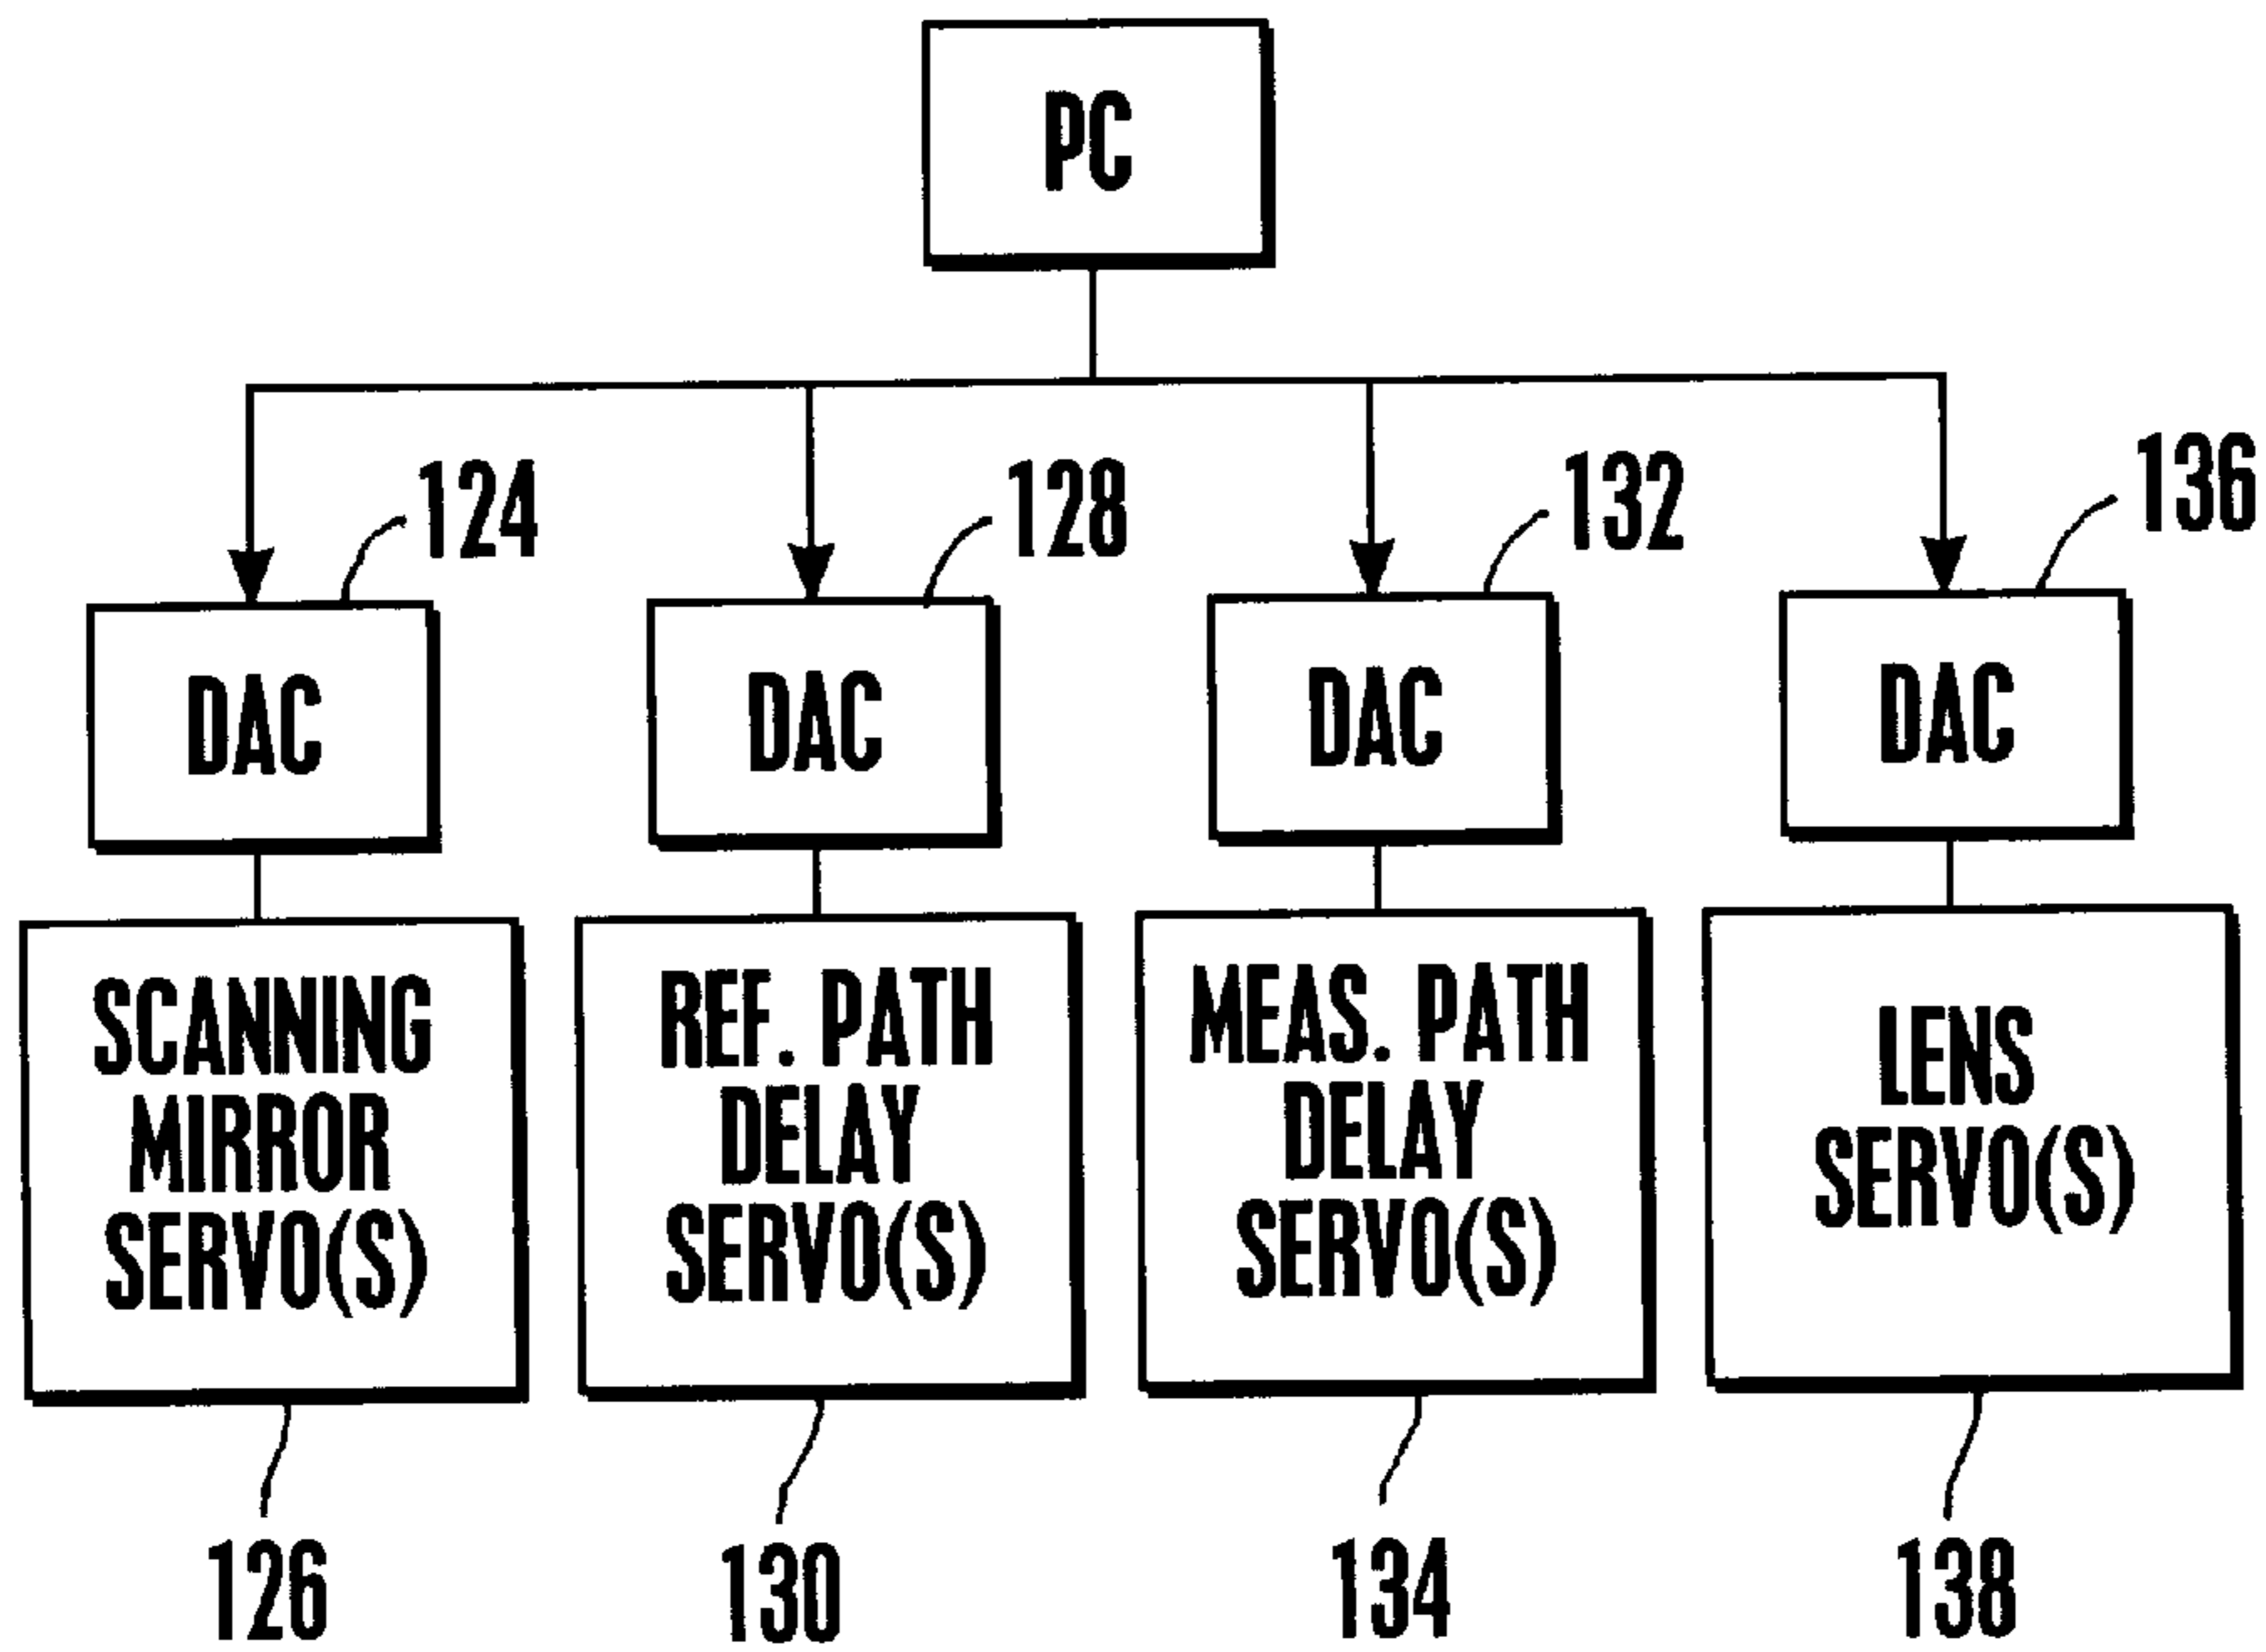 PC
124
128
132
136
DAC
DAC
DAC
DAC
SCANNING
MIRROR
SERVO(S)
REF. PATH
DELAY
SERVO(S)
MEAS. PATH
DELAY
SERVO(S)
LENS
SERVO(S)
126
130
134
138